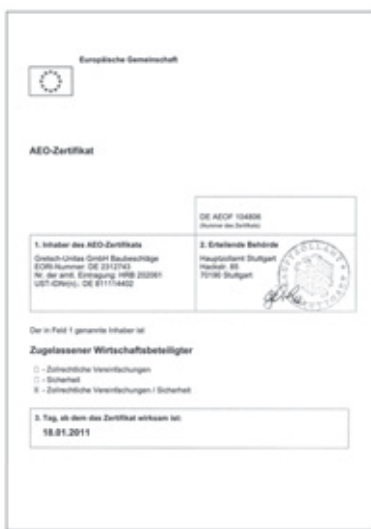 Europäische Gemeinschaft
AEO-Zertifikat
DE AEOF 104806
(Nummer des Zertifikats)
1. Inhaber des AEO-Zertifikats
Gretsch-Unitas GmbH Baubeschläge
EORI-Nummer: DE 2312743
Nr. der amtl. Eintragung: HRB 202061
UST-IDNr(n).: DE 811114402
2. Erteilende Behörde
Hauptzollamt Stuttgart
Hackstr. 85
70190 Stuttgart
Der in Feld 1 genannte Inhaber ist
Zugelassener Wirtschaftsbeteiligter
□ - Zollrechtliche Vereinfachungen
□ - Sicherheit
X - Zollrechtliche Vereinfachungen / Sicherheit
3. Tag, ab dem das Zertifikat wirksam ist:
18.01.2011